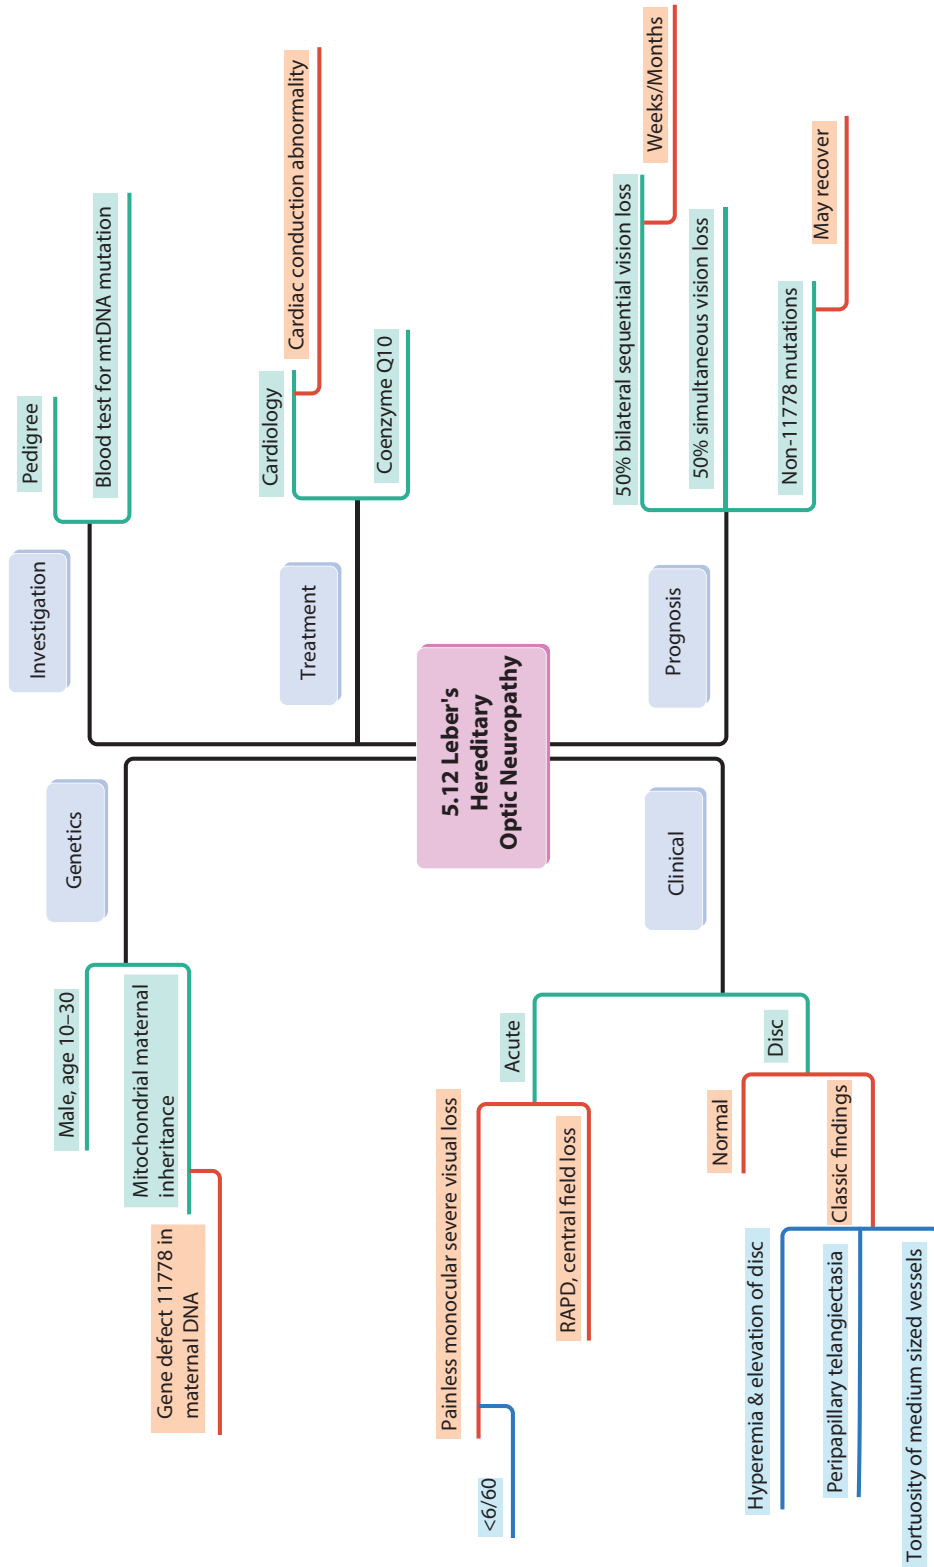 5.12 Leber's
Hereditary
Optic Neuropathy
Genetics
Male, age 10–30
Mitochondrial maternal
inheritance
Gene defect 11778 in
maternal DNA
Clinical
Acute
Painless monocular severe visual loss
<6/60
RAPD, central field loss
Disc
Normal
Classic findings
Hyperemia & elevation of disc
Peripapillary telangiectasia
Tortuosity of medium sized vessels
Investigation
Pedigree
Blood test for mtDNA mutation
Treatment
Cardiology
Cardiac conduction abnormality
Coenzyme Q10
Prognosis
50% bilateral sequential vision loss
Weeks/Months
50% simultaneous vision loss
Non-11778 mutations
May recover